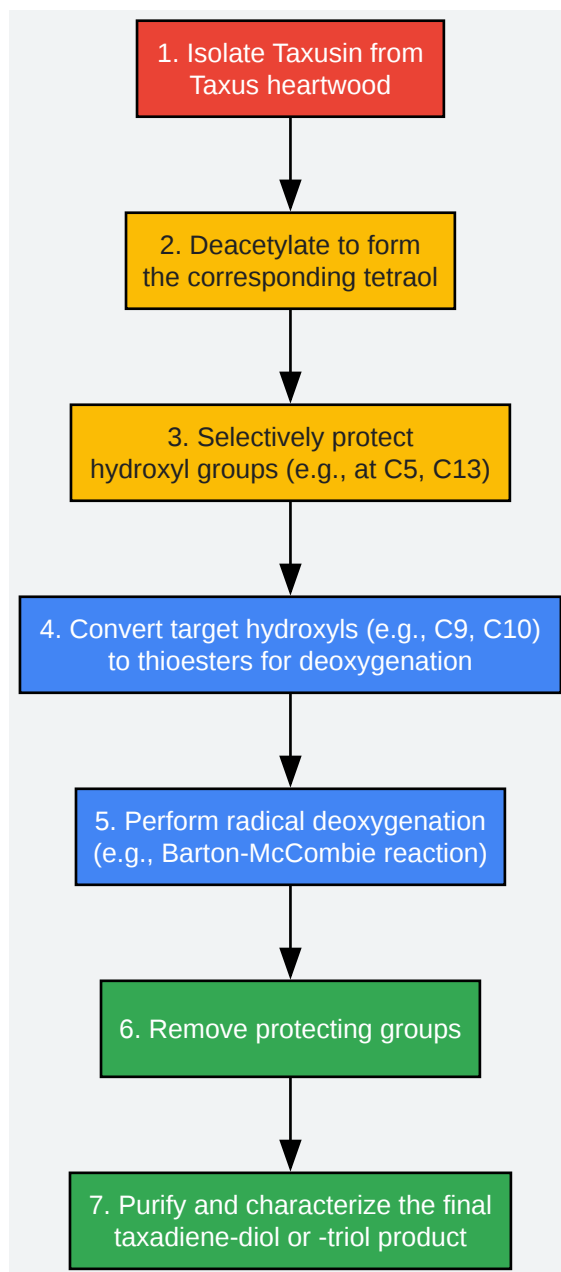 1. Isolate Taxusin from
Taxus heartwood
2. Deacetylate to form
the corresponding tetraol
3. Selectively protect
hydroxyl groups (e.g., at C5, C13)
4. Convert target hydroxyls (e.g., C9, C10)
to thioesters for deoxygenation
5. Perform radical deoxygenation
(e.g., Barton-McCombie reaction)
6. Remove protecting groups
7. Purify and characterize the final
taxadiene-diol or -triol product